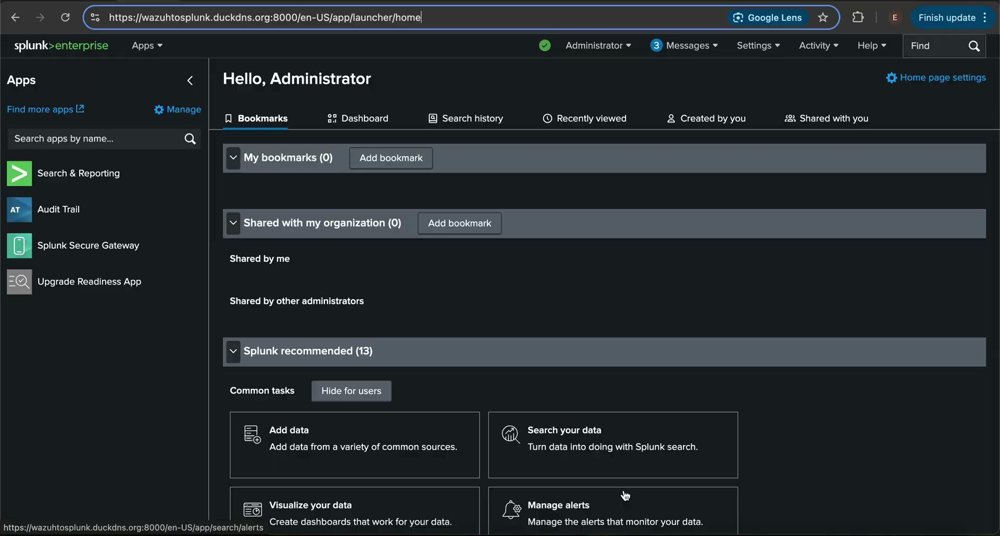 https://wazuhtosplunk.duckdns.org:8000/en-US/app/launcher/home
Google Lens
E
Finish update
splunk>enterprise
Apps
Administrator
3 Messages
Settings
Activity
Help
Find
Apps
Find more apps
Manage
Search apps by name...
Search & Reporting
AT Audit Trail
Splunk Secure Gateway
Upgrade Readiness App
Hello, Administrator
Home page settings
Bookmarks
Dashboard
Search history
Recently viewed
Created by you
Shared with you
My bookmarks (0)
Add bookmark
Shared with my organization (0)
Add bookmark
Shared by me
Shared by other administrators
Splunk recommended (13)
Common tasks
Hide for users
Add data
Add data from a variety of common sources.
Search your data
Turn data into doing with Splunk search.
Visualize your data
Create dashboards that work for your data.
Manage alerts
Manage the alerts that monitor your data.
https://wazuhtosplunk.duckdns.org:8000/en-US/app/search/alerts